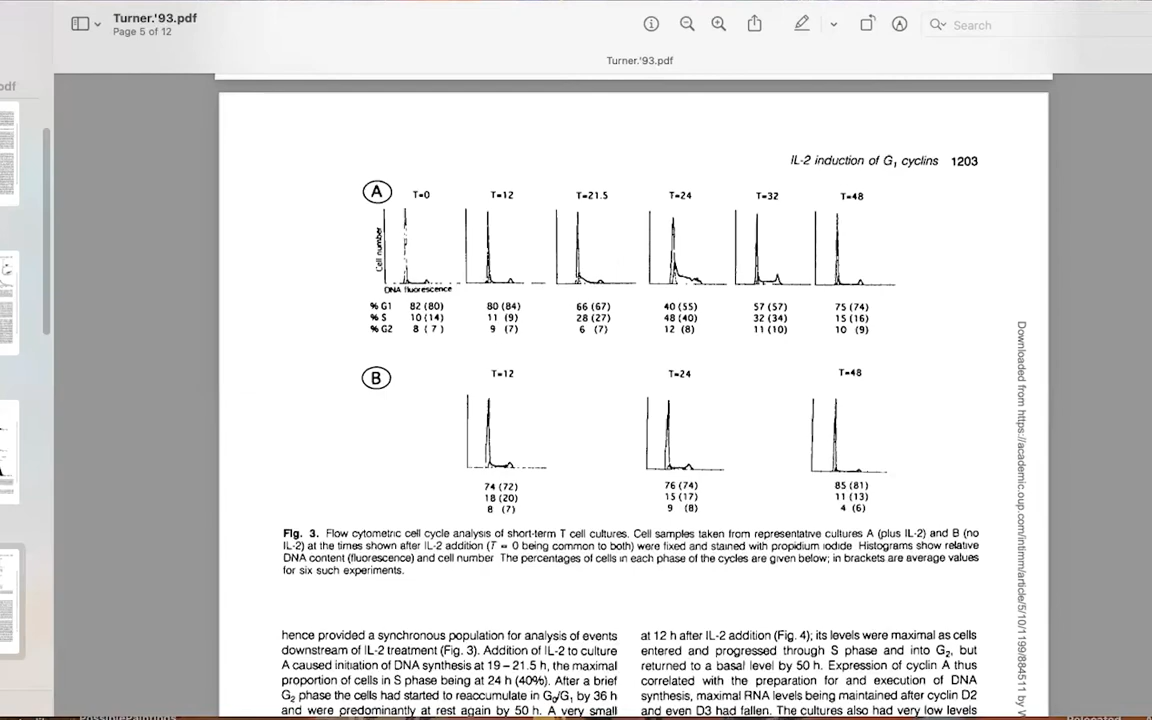 Turner.'93.pdf
Page 5 of 12
Search
Turner.'93.pdf
pdf
IL-2 induction of G1 cyclins 1203
A
T=0 T=12 T=21.5 T=24 T=32 T=48
Cell number
DNA fluorescence
% G1 82 (80) 80 (84) 66 (67) 40 (55) 57 (57) 75 (74)
% S 10 (14) 11 (9) 28 (27) 48 (40) 32 (34) 15 (16)
% G2 8 (7) 9 (7) 6 (7) 12 (8) 11 (10) 10 (9)
B
T=12 T=24 T=48
74 (72) 76 (74) 85 (81)
18 (20) 15 (17) 11 (13)
8 (7) 9 (8) 4 (6)
Fig. 3. Flow cytometric cell cycle analysis of short-term T cell cultures. Cell samples taken from representative cultures A (plus IL-2) and B (no
IL-2) at the times shown after IL-2 addition (T = 0 being common to both) were fixed and stained with propidium iodide Histograms show relative
DNA content (fluorescence) and cell number The percentages of cells in each phase of the cycles are given below; in brackets are average values
for six such experiments.
hence provided a synchronous population for analysis of events
downstream of IL-2 treatment (Fig. 3). Addition of IL-2 to culture
A caused initiation of DNA synthesis at 19–21.5 h, the maximal
proportion of cells in S phase being at 24 h (40%). After a brief
G2 phase the cells had started to reaccumulate in G0/G1 by 36 h
and were predominantly at rest again by 50 h. A very small
at 12 h after IL-2 addition (Fig. 4); its levels were maximal as cells
entered and progressed through S phase and into G2, but
returned to a basal level by 50 h. Expression of cyclin A thus
correlated with the preparation for and execution of DNA
synthesis, maximal RNA levels being maintained after cyclin D2
and even D3 had fallen. The cultures also had very low levels
Downloaded from https://academic.oup.com/intimm/article/5/10/1199/884511 by W